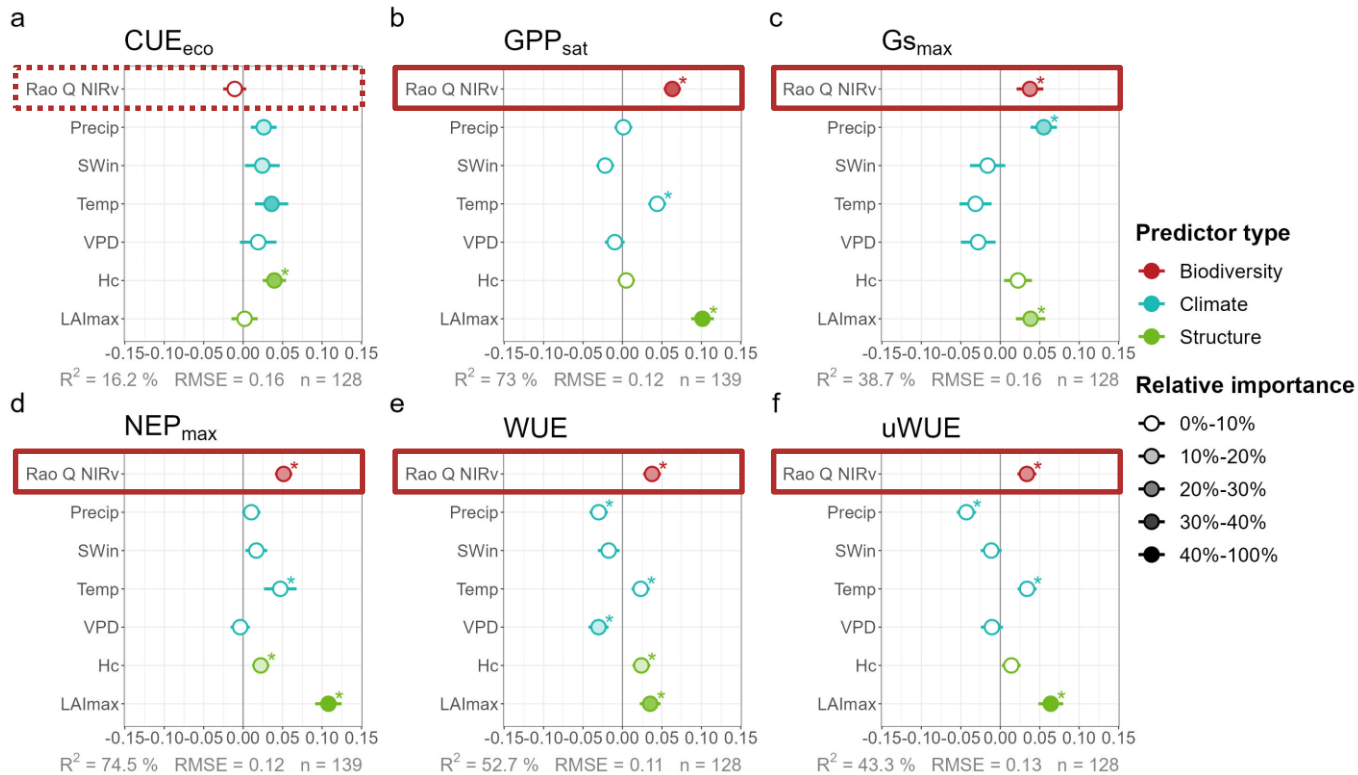 a
CUEeco
Rao Q NIRv
Precip
SWin
Temp
VPD
Hc
LAImax
-0.15 -0.10 -0.05 0.00 0.05 0.10 0.15
R² = 16.2 % RMSE = 0.16 n = 128
b
GPPsat
Rao Q NIRv
Precip
SWin
Temp
VPD
Hc
LAImax
-0.15 -0.10 -0.05 0.00 0.05 0.10 0.15
R² = 73 % RMSE = 0.12 n = 139
c
Gsmax
Rao Q NIRv
Precip
SWin
Temp
VPD
Hc
LAImax
-0.15 -0.10 -0.05 0.00 0.05 0.10 0.15
R² = 38.7 % RMSE = 0.16 n = 128
Predictor type
Biodiversity
Climate
Structure
Relative importance
0%-10%
10%-20%
20%-30%
30%-40%
40%-100%
d
NEPmax
Rao Q NIRv
Precip
SWin
Temp
VPD
Hc
LAImax
-0.15 -0.10 -0.05 0.00 0.05 0.10 0.15
R² = 74.5 % RMSE = 0.12 n = 139
e
WUE
Rao Q NIRv
Precip
SWin
Temp
VPD
Hc
LAImax
-0.15 -0.10 -0.05 0.00 0.05 0.10 0.15
R² = 52.7 % RMSE = 0.11 n = 128
f
uWUE
Rao Q NIRv
Precip
SWin
Temp
VPD
Hc
LAImax
-0.15 -0.10 -0.05 0.00 0.05 0.10 0.15
R² = 43.3 % RMSE = 0.13 n = 128